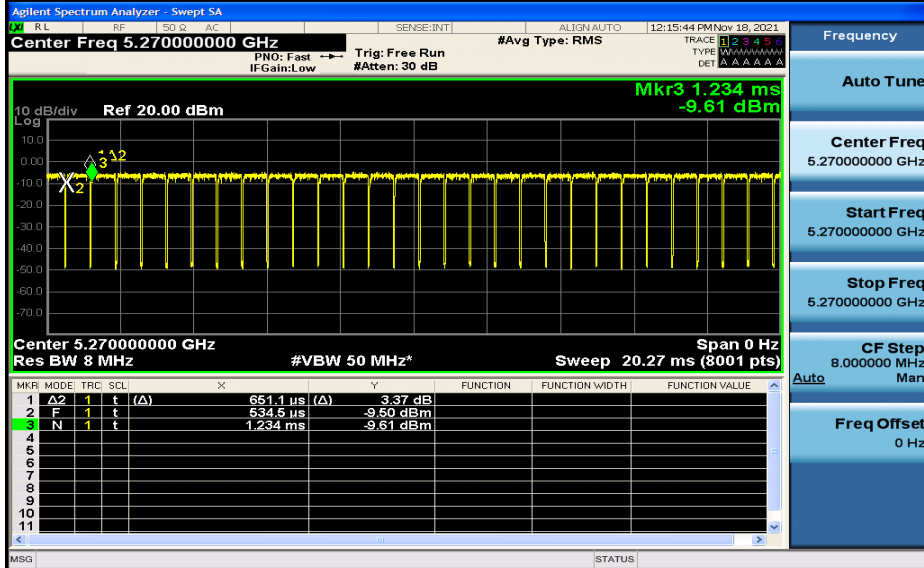 Agilent Spectrum Analyzer - Swept SA
LXI RL RF 50 Ω AC SENSE:INT ALIGN AUTO 12:15:44 PM Nov 18, 2021
Center Freq 5.270000000 GHz
PNO: Fast
IFGain:Low
Trig: Free Run
#Atten: 30 dB
#Avg Type: RMS
TRACE 1 2 3 4 5 6
TYPE WWWWWW
DET A A A A A A
Mkr3 1.234 ms
-9.61 dBm
10 dB/div Ref 20.00 dBm
Log
10.0
0.00
-10.0
-20.0
-30.0
-40.0
-50.0
-60.0
-70.0
1Δ2
3
X2
Center 5.270000000 GHz Span 0 Hz
Res BW 8 MHz #VBW 50 MHz* Sweep 20.27 ms (8001 pts)
MKR MODE TRC SCL X Y FUNCTION FUNCTION WIDTH FUNCTION VALUE
1 Δ2 1 t (Δ) 651.1 µs (Δ) 3.37 dB
2 F 1 t 534.5 µs -9.50 dBm
3 N 1 t 1.234 ms -9.61 dBm
4
5
6
7
8
9
10
11
MSG STATUS
Frequency
Auto Tune
Center Freq
5.270000000 GHz
Start Freq
5.270000000 GHz
Stop Freq
5.270000000 GHz
CF Step
8.000000 MHz
Auto Man
Freq Offset
0 Hz